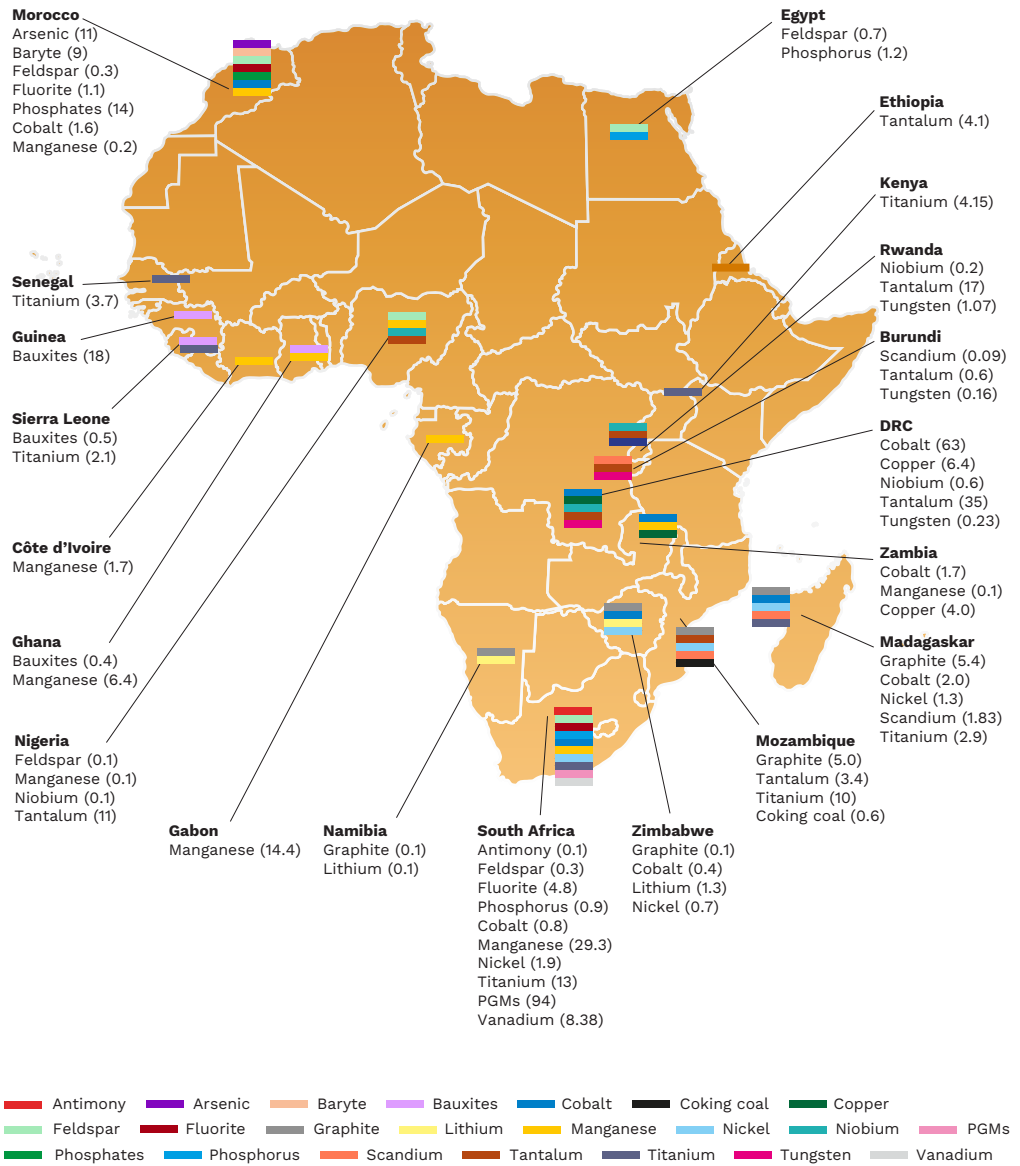 Morocco
Arsenic (11)
Baryte (9)
Feldspar (0.3)
Fluorite (1.1)
Phosphates (14)
Cobalt (1.6)
Manganese (0.2)
Egypt
Feldspar (0.7)
Phosphorus (1.2)
Ethiopia
Tantalum (4.1)
Kenya
Titanium (4.15)
Rwanda
Niobium (0.2)
Tantalum (17)
Tungsten (1.07)
Senegal
Titanium (3.7)
Guinea
Bauxites (18)
Burundi
Scandium (0.09)
Tantalum (0.6)
Tungsten (0.16)
Sierra Leone
Bauxites (0.5)
Titanium (2.1)
DRC
Cobalt (63)
Copper (6.4)
Niobium (0.6)
Tantalum (35)
Tungsten (0.23)
Côte d'Ivoire
Manganese (1.7)
Zambia
Cobalt (1.7)
Manganese (0.1)
Copper (4.0)
Ghana
Bauxites (0.4)
Manganese (6.4)
Madagaskar
Graphite (5.4)
Cobalt (2.0)
Nickel (1.3)
Scandium (1.83)
Titanium (2.9)
Nigeria
Feldspar (0.1)
Manganese (0.1)
Niobium (0.1)
Tantalum (11)
Mozambique
Graphite (5.0)
Tantalum (3.4)
Titanium (10)
Coking coal (0.6)
Gabon
Manganese (14.4)
Namibia
Graphite (0.1)
Lithium (0.1)
South Africa
Antimony (0.1)
Feldspar (0.3)
Fluorite (4.8)
Phosphorus (0.9)
Cobalt (0.8)
Manganese (29.3)
Nickel (1.9)
Titanium (13)
PGMs (94)
Vanadium (8.38)
Zimbabwe
Graphite (0.1)
Cobalt (0.4)
Lithium (1.3)
Nickel (0.7)
Antimony Arsenic Baryte Bauxites Cobalt Coking coal Copper
Feldspar Fluorite Graphite Lithium Manganese Nickel Niobium PGMs
Phosphates Phosphorus Scandium Tantalum Titanium Tungsten Vanadium